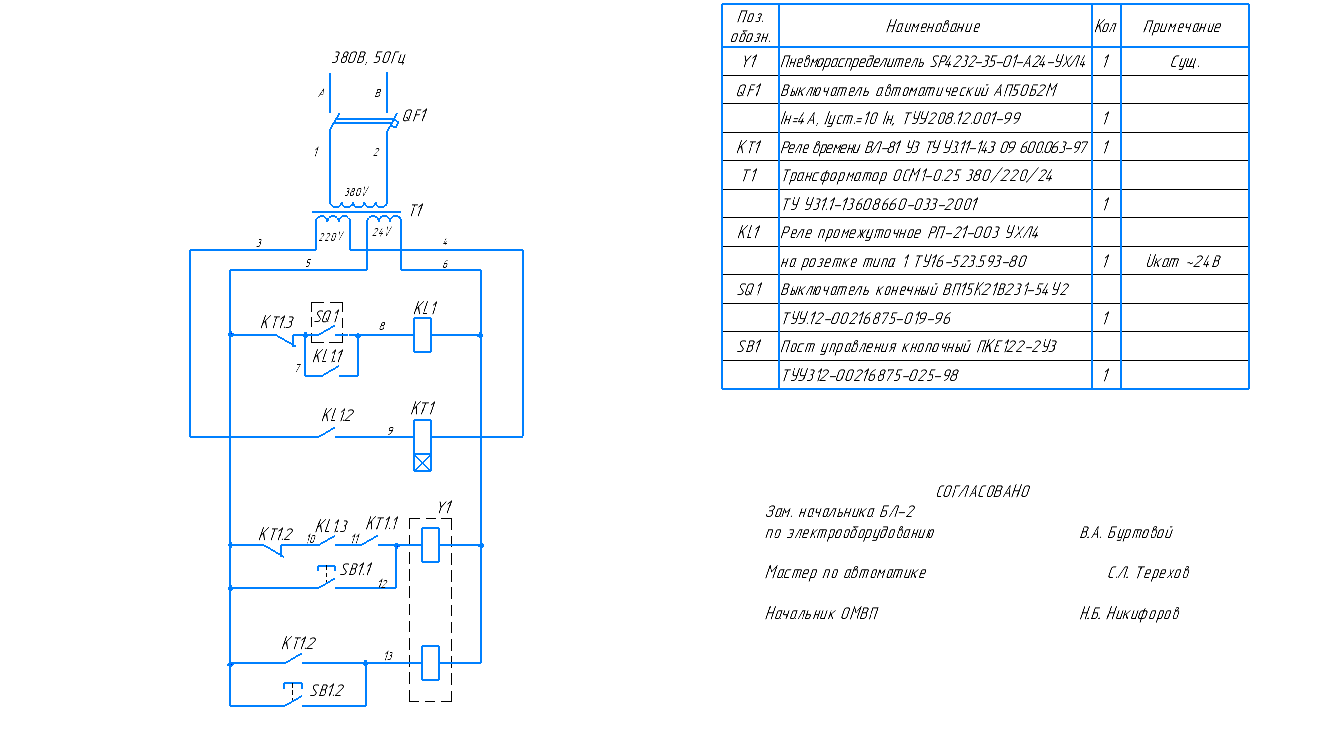 380В, 50Гц
А
В
QF1
1
2
380V
T1
220V
24V
3
4
5
6
KT1.3
SQ1
8
KL1
7
KL1.1
KL1.2
9
KT1
Y1
KT1.2
10
KL1.3
11
KT1.1
SB1.1
12
KT1.2
13
SB1.2
Поз. обозн.
Наименование
Кол
Примечание
Y1 Пневмораспределитель SP4232-35-01-А24-УХЛ4 1 Сущ.
QF1 Выключатель автоматический АП50Б2М
Iн=4 А, Iуст.=10 Iн, ТУУ208.12.001-99 1
KT1 Реле времени ВЛ-81 У3 ТУ У3.11-143 09 600.063-97 1
T1 Трансформатор ОСМ1-0.25 380/220/24
ТУ У31.1-13608660-033-2001 1
KL1 Реле промежуточное РП-21-003 УХЛ4
на розетке типа 1 ТУ16-523.593-80 1 Uкат ~24 В
SQ1 Выключатель конечный ВП15К21В231-54У2
ТУУ.12-00216875-019-96 1
SB1 Пост управления кнопочный ПКЕ122-2У3
ТУУ312-00216875-025-98 1
СОГЛАСОВАНО
Зам. начальника БЛ-2
по электрооборудованию В.А. Буртовой
Мастер по автоматике С.Л. Терехов
Начальник ОМВП Н.Б. Никифоров